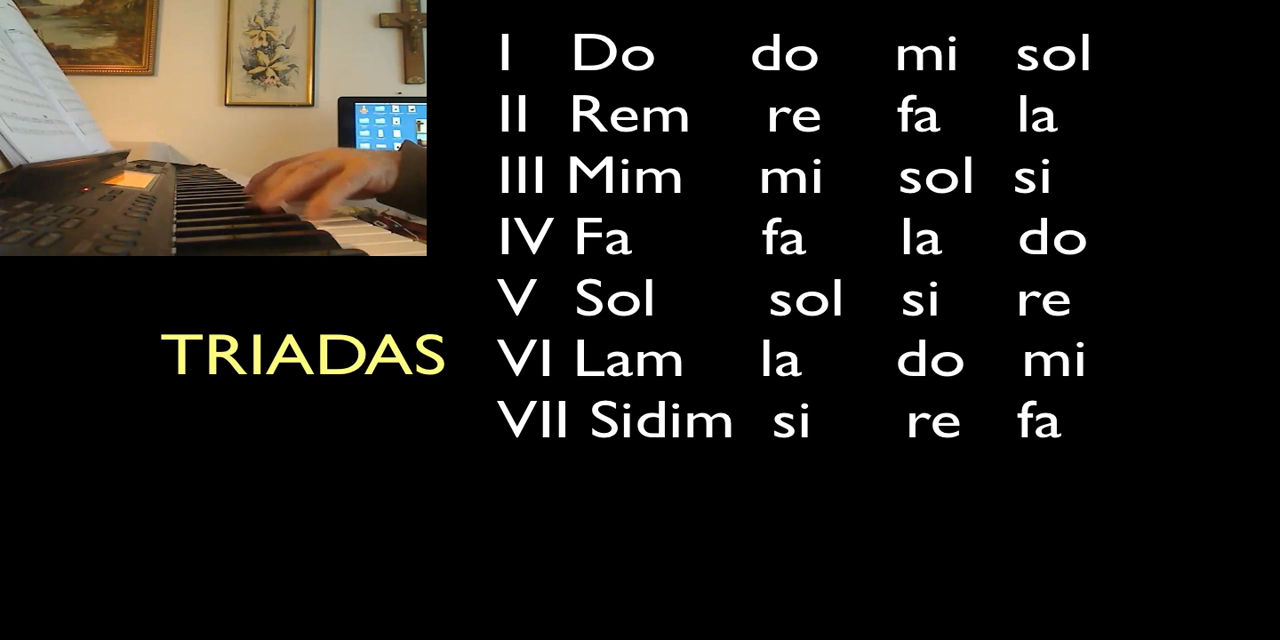 I Do do mi sol
II Rem re fa la
III Mim mi sol si
IV Fa fa la do
V Sol sol si re
TRIADAS
VI Lam la do mi
VII Sidim si re fa